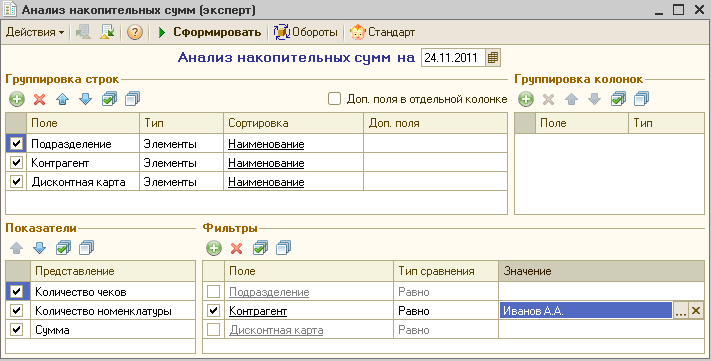 Анализ накопительных сумм (эксперт)
Действия Сформировать Обороты Стандарт
Анализ накопительных сумм на 24.11.2011
Группировка строк
Доп. поля в отдельной колонке
Поле Тип Сортировка Доп. поля
Подразделение Элементы Наименование
Контрагент Элементы Наименование
Дисконтная карта Элементы Наименование
Группировка колонок
Поле Тип
Показатели
Представление
Количество чеков
Количество номенклатуры
Сумма
Фильтры
Поле Тип сравнения Значение
Подразделение Равно
Контрагент Равно Иванов А.А. ...
Дисконтная карта Равно